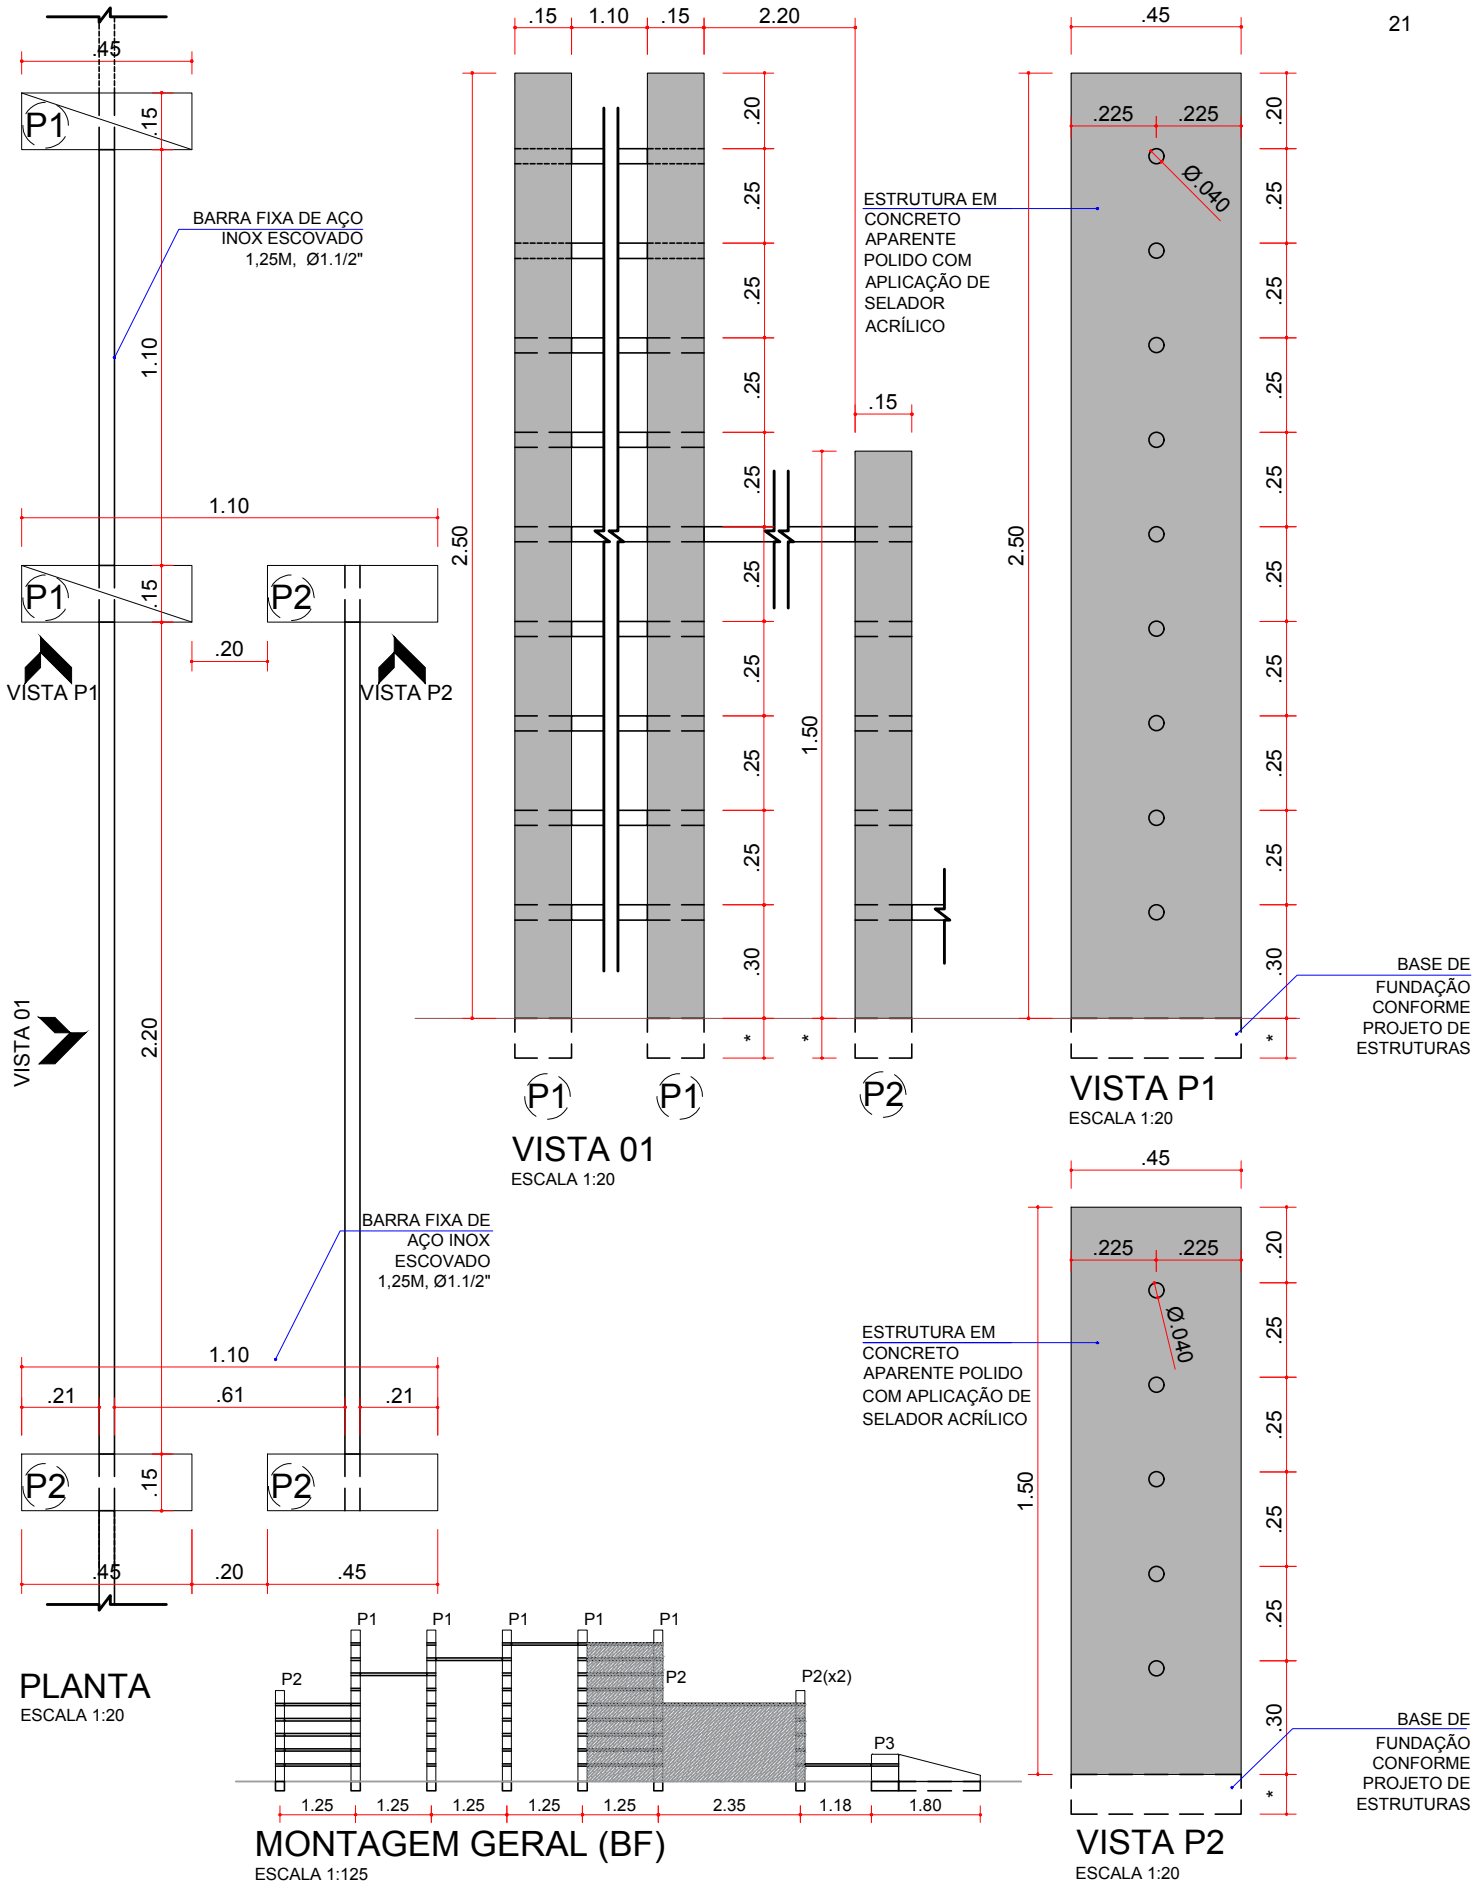 21
.45
P1
.15
BARRA FIXA DE AÇO
INOX ESCOVADO
1,25M, Ø1.1/2"
1.10
1.10
P1
.15
P2
.20
VISTA P1
VISTA P2
VISTA 01
2.20
BARRA FIXA DE
AÇO INOX
ESCOVADO
1,25M, Ø1.1/2"
1.10
.21
.61
.21
P2
.15
P2
.45
.20
.45
PLANTA
ESCALA 1:20
.15
1.10
.15
2.20
2.50
.20
.25
.25
.25
.25
.25
.25
.25
.25
.30
*
.15
1.50
*
P1
P1
P2
VISTA 01
ESCALA 1:20
ESTRUTURA EM
CONCRETO
APARENTE
POLIDO COM
APLICAÇÃO DE
SELADOR
ACRÍLICO
.45
.225
.225
Ø.040
2.50
.20
.25
.25
.25
.25
.25
.25
.25
.25
.30
*
BASE DE
FUNDAÇÃO
CONFORME
PROJETO DE
ESTRUTURAS
VISTA P1
ESCALA 1:20
.45
.225
.225
Ø.040
ESTRUTURA EM
CONCRETO
APARENTE POLIDO
COM APLICAÇÃO DE
SELADOR ACRÍLICO
1.50
.20
.25
.25
.25
.25
.30
*
BASE DE
FUNDAÇÃO
CONFORME
PROJETO DE
ESTRUTURAS
VISTA P2
ESCALA 1:20
P2
P1
P1
P1
P1
P1
P2
P2(x2)
P3
1.25
1.25
1.25
1.25
1.25
2.35
1.18
1.80
MONTAGEM GERAL (BF)
ESCALA 1:125